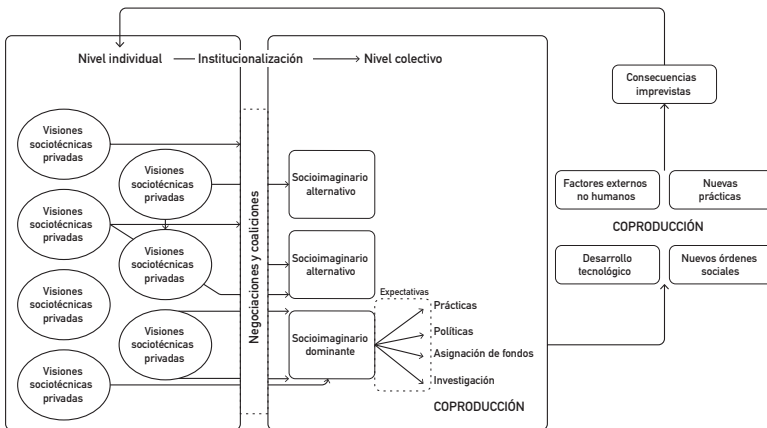 Nivel individual
Institucionalización
Nivel colectivo
Visiones
sociotécnicas
privadas
Visiones
sociotécnicas
privadas
Visiones
sociotécnicas
privadas
Visiones
sociotécnicas
privadas
Visiones
sociotécnicas
privadas
Visiones
sociotécnicas
privadas
Visiones
sociotécnicas
privadas
Negociaciones y coaliciones
Socioimaginario
alternativo
Socioimaginario
alternativo
Socioimaginario
dominante
Expectativas
Prácticas
Políticas
Asignación de fondos
Investigación
COPRODUCCIÓN
Consecuencias
imprevistas
Factores externos
no humanos
Nuevas
prácticas
COPRODUCCIÓN
Desarrollo
tecnológico
Nuevos órdenes
sociales